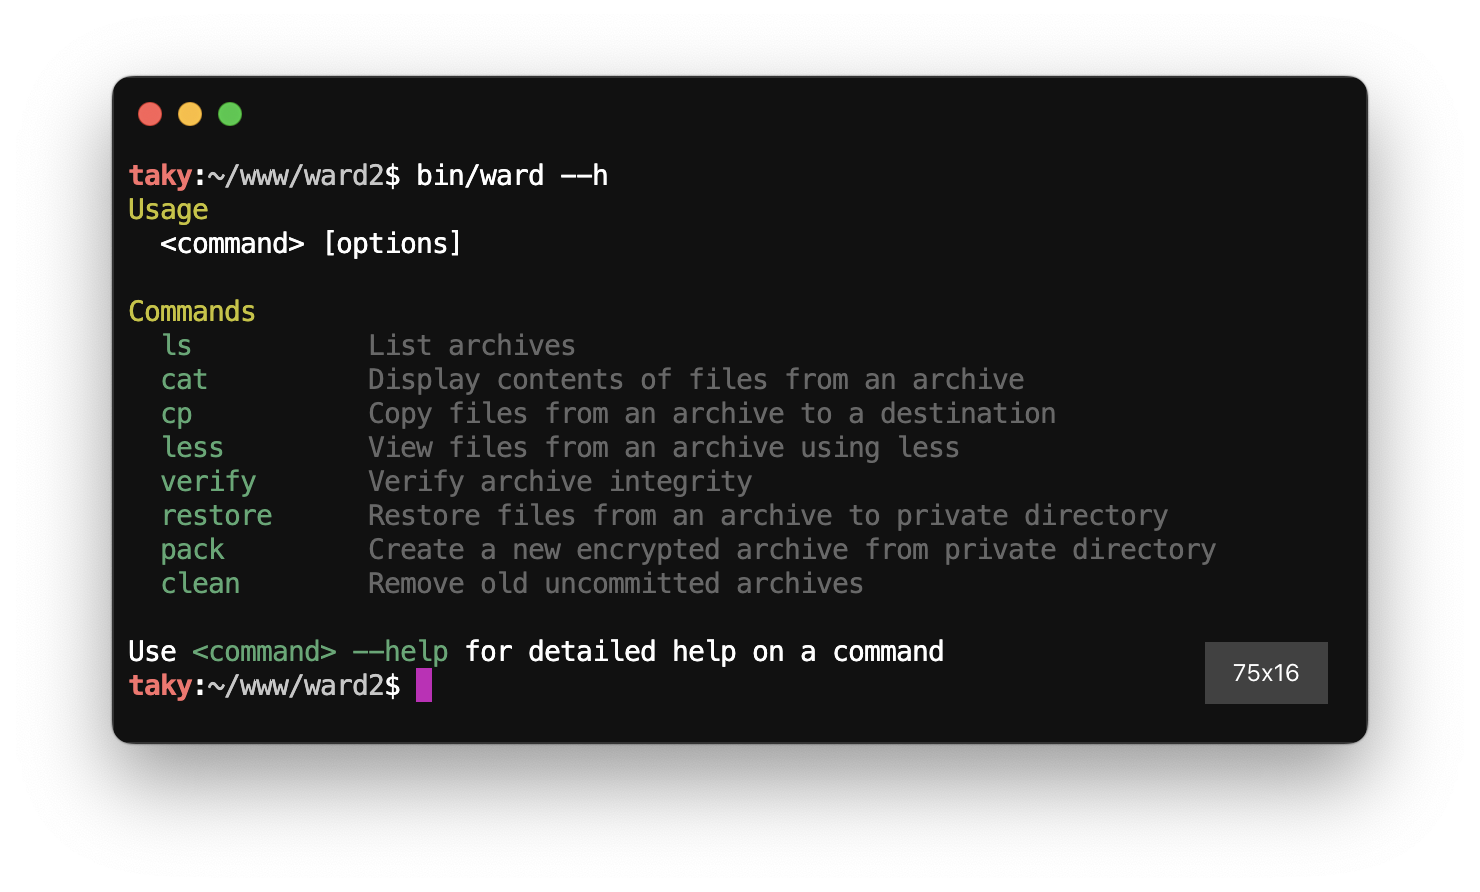 taky:~/www/ward2$ bin/ward --h
Usage
  <command> [options]

Commands
  ls           List archives
  cat          Display contents of files from an archive
  cp           Copy files from an archive to a destination
  less         View files from an archive using less
  verify       Verify archive integrity
  restore      Restore files from an archive to private directory
  pack         Create a new encrypted archive from private directory
  clean        Remove old uncommitted archives

Use <command> --help for detailed help on a command
taky:~/www/ward2$
75x16